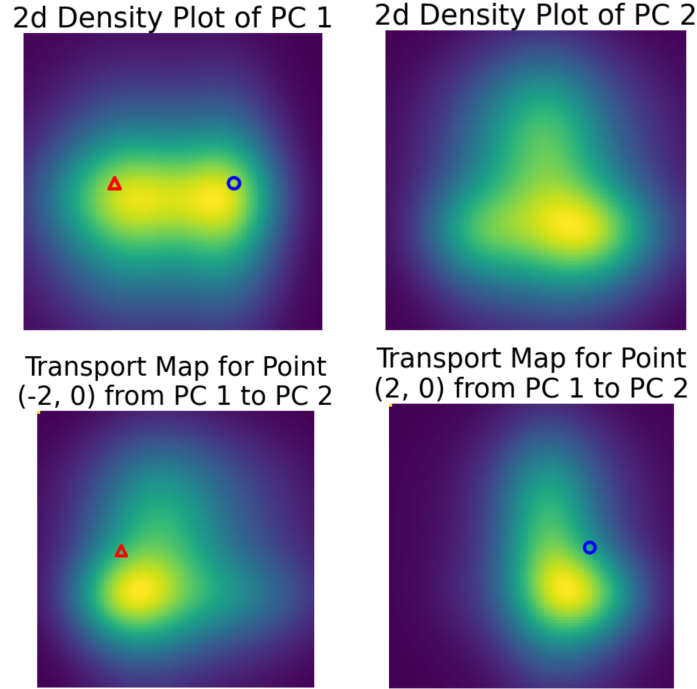 2d Density Plot of PC 1
2d Density Plot of PC 2
Transport Map for Point
(-2, 0) from PC 1 to PC 2
Transport Map for Point
(2, 0) from PC 1 to PC 2